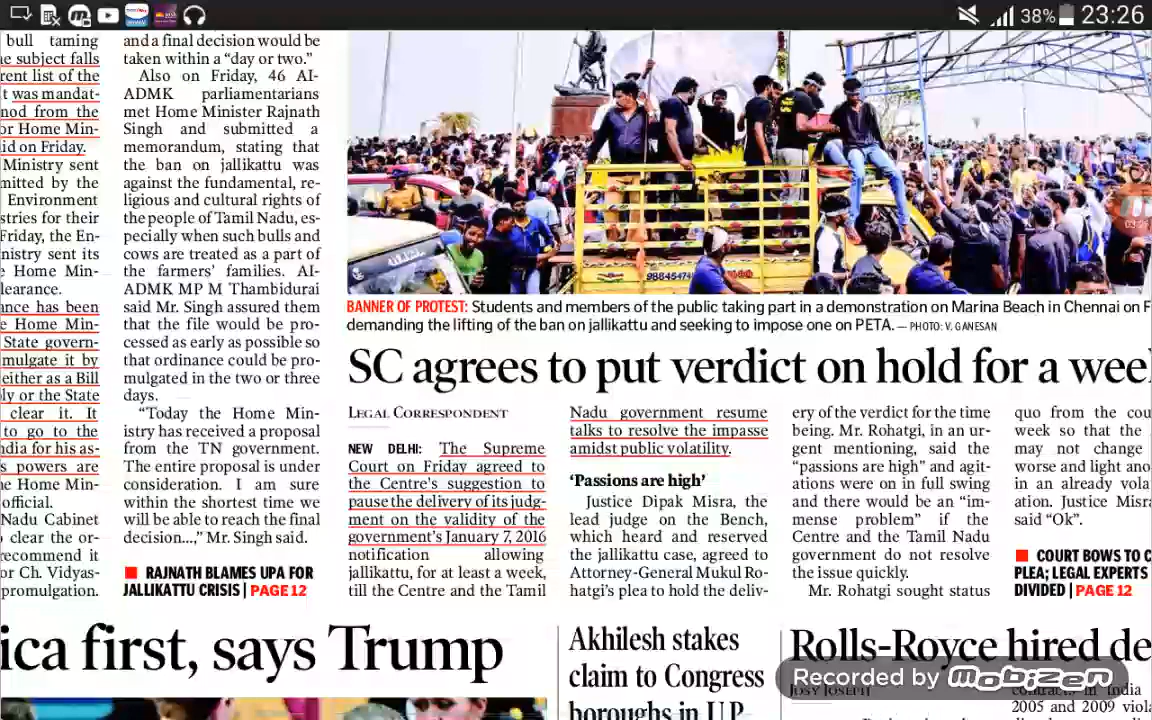 38% 23:26
bull taming
e subject falls
rent list of the
t was mandat-
nod from the
or Home Min-
id on Friday.
Ministry sent
mitted by the
Environment
stries for their
Friday, the En-
nistry sent its
e Home Min-
learance.
nce has been
e Home Min-
State govern-
mulgate it by
either as a Bill
ly or the State
clear it. It
to go to the
ndia for his as-
s powers are
e Home Min-
official.
Nadu Cabinet
clear the or-
recommend it
or Ch. Vidyas-
promulgation.
and a final decision would be
taken within a “day or two.”
Also on Friday, 46 AI-
ADMK parliamentarians
met Home Minister Rajnath
Singh and submitted a
memorandum, stating that
the ban on jallikattu was
against the fundamental, re-
ligious and cultural rights of
the people of Tamil Nadu, es-
pecially when such bulls and
cows are treated as a part of
the farmers’ families. AI-
ADMK MP M Thambidurai
said Mr. Singh assured them
that the file would be pro-
cessed as early as possible so
that ordinance could be pro-
mulgated in the two or three
days.
“Today the Home Min-
istry has received a proposal
from the TN government.
The entire proposal is under
consideration. I am sure
within the shortest time we
will be able to reach the final
decision...,” Mr. Singh said.
RAJNATH BLAMES UPA FOR
JALLIKATTU CRISIS | PAGE 12
BANNER OF PROTEST: Students and members of the public taking part in a demonstration on Marina Beach in Chennai on F
demanding the lifting of the ban on jallikattu and seeking to impose one on PETA. — PHOTO: V. GANESAN
SC agrees to put verdict on hold for a wee
LEGAL CORRESPONDENT
NEW DELHI: The Supreme
Court on Friday agreed to
the Centre’s suggestion to
pause the delivery of its judg-
ment on the validity of the
government’s January 7, 2016
notification allowing
jallikattu, for at least a week,
till the Centre and the Tamil
Nadu government resume
talks to resolve the impasse
amidst public volatility.
‘Passions are high’
Justice Dipak Misra, the
lead judge on the Bench,
which heard and reserved
the jallikattu case, agreed to
Attorney-General Mukul Ro-
hatgi’s plea to hold the deliv-
ery of the verdict for the time
being. Mr. Rohatgi, in an ur-
gent mentioning, said the
“passions are high” and agit-
ations were on in full swing
and there would be an “im-
mense problem” if the
Centre and the Tamil Nadu
government do not resolve
the issue quickly.
Mr. Rohatgi sought status
quo from the cou
week so that the
may not change
worse and light ano
in an already vola
ation. Justice Misra
said “Ok”.
COURT BOWS TO C
PLEA; LEGAL EXPERTS
DIVIDED | PAGE 12
ica first, says Trump
Akhilesh stakes
claim to Congress
boroughs in U.P.
Rolls-Royce hired de
JOSY JOSEPH
contracts in India
2005 and 2009 viola
Recorded by mobizen